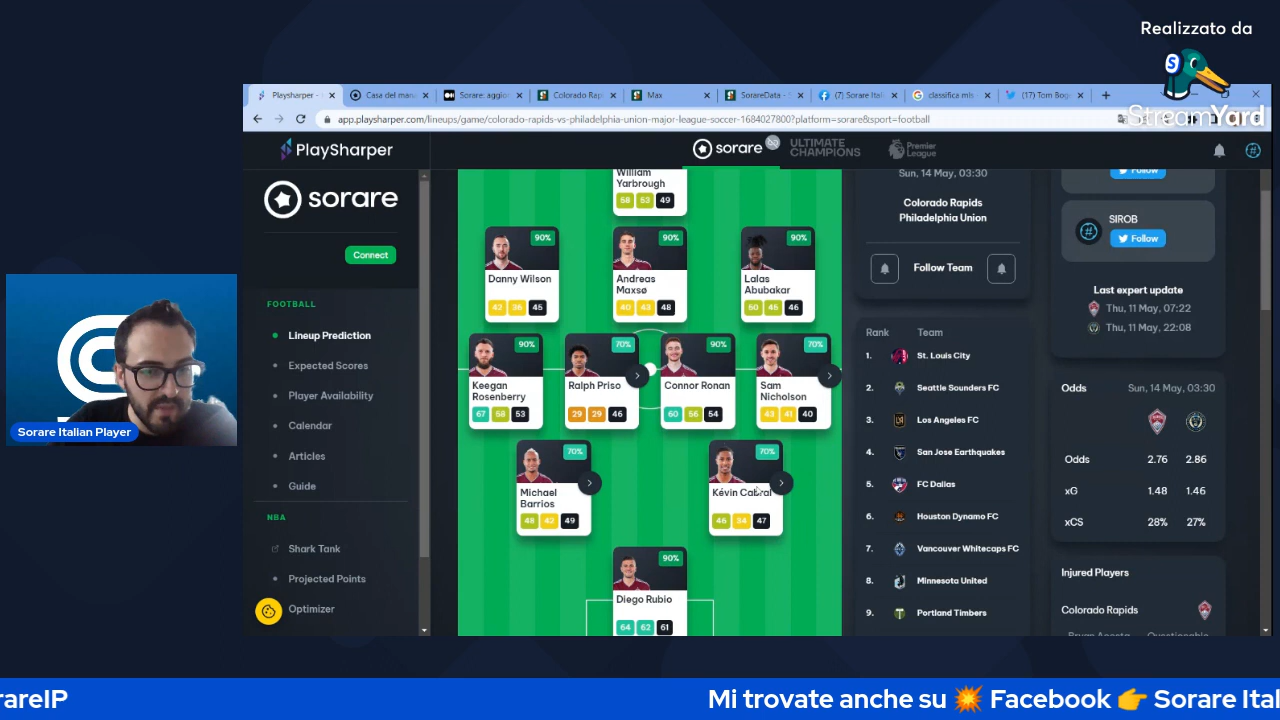 Realizzato da
StreamYard
Playsharper -
Casa del mana
Sorare: aggior
Colorado Rap
Max
SorareData -
(7) Sorare Ital
classifica mls
(17) Tom Bog
app.playsharper.com/lineups/game/colorado-rapids-vs-philadelphia-union-major-league-soccer-1684027800?platform=sorare&sport=football
PlaySharper
sorare
ULTIMATE
CHAMPIONS
Premier
League
sorare
Connect
FOOTBALL
Lineup Prediction
Expected Scores
Player Availability
Calendar
Articles
Guide
NBA
Shark Tank
Projected Points
Optimizer
William
Yarbrough
58 53 49
90%
Danny Wilson
42 36 45
90%
Andreas
Maxsø
40 43 48
90%
Lalas
Abubakar
50 45 46
90%
Keegan
Rosenberry
67 58 53
70%
Ralph Priso
29 29 46
90%
Connor Ronan
60 56 54
70%
Sam
Nicholson
43 41 40
70%
Michael
Barrios
48 42 49
70%
Kévin Cabral
46 34 47
90%
Diego Rubio
64 62 61
Sun, 14 May, 03:30
Colorado Rapids
Philadelphia Union
Follow Team
Rank Team
1. St. Louis City
2. Seattle Sounders FC
3. Los Angeles FC
4. San Jose Earthquakes
5. FC Dallas
6. Houston Dynamo FC
7. Vancouver Whitecaps FC
8. Minnesota United
9. Portland Timbers
Follow
SIROB
Follow
Last expert update
Thu, 11 May, 07:22
Thu, 11 May, 22:08
Odds Sun, 14 May, 03:30
Odds 2.76 2.86
xG 1.48 1.46
xCS 28% 27%
Injured Players
Colorado Rapids
Bryan Acosta Questionable
Sorare Italian Player
rareIP
Mi trovate anche su 💥 Facebook 👉 Sorare Ital